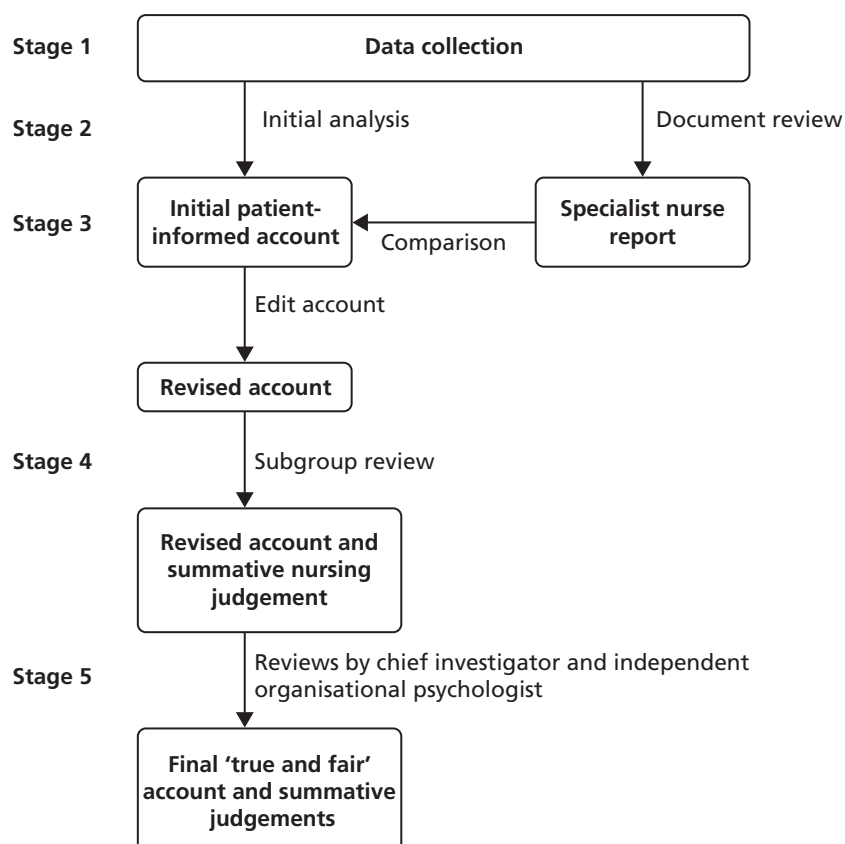 Stage 1
Data collection
Stage 2
Initial analysis
Document review
Stage 3
Initial patient-
informed account
Comparison
Specialist nurse
report
Edit account
Revised account
Stage 4
Subgroup review
Revised account and
summative nursing
judgement
Stage 5
Reviews by chief investigator and independent
organisational psychologist
Final ‘true and fair’
account and summative
judgements